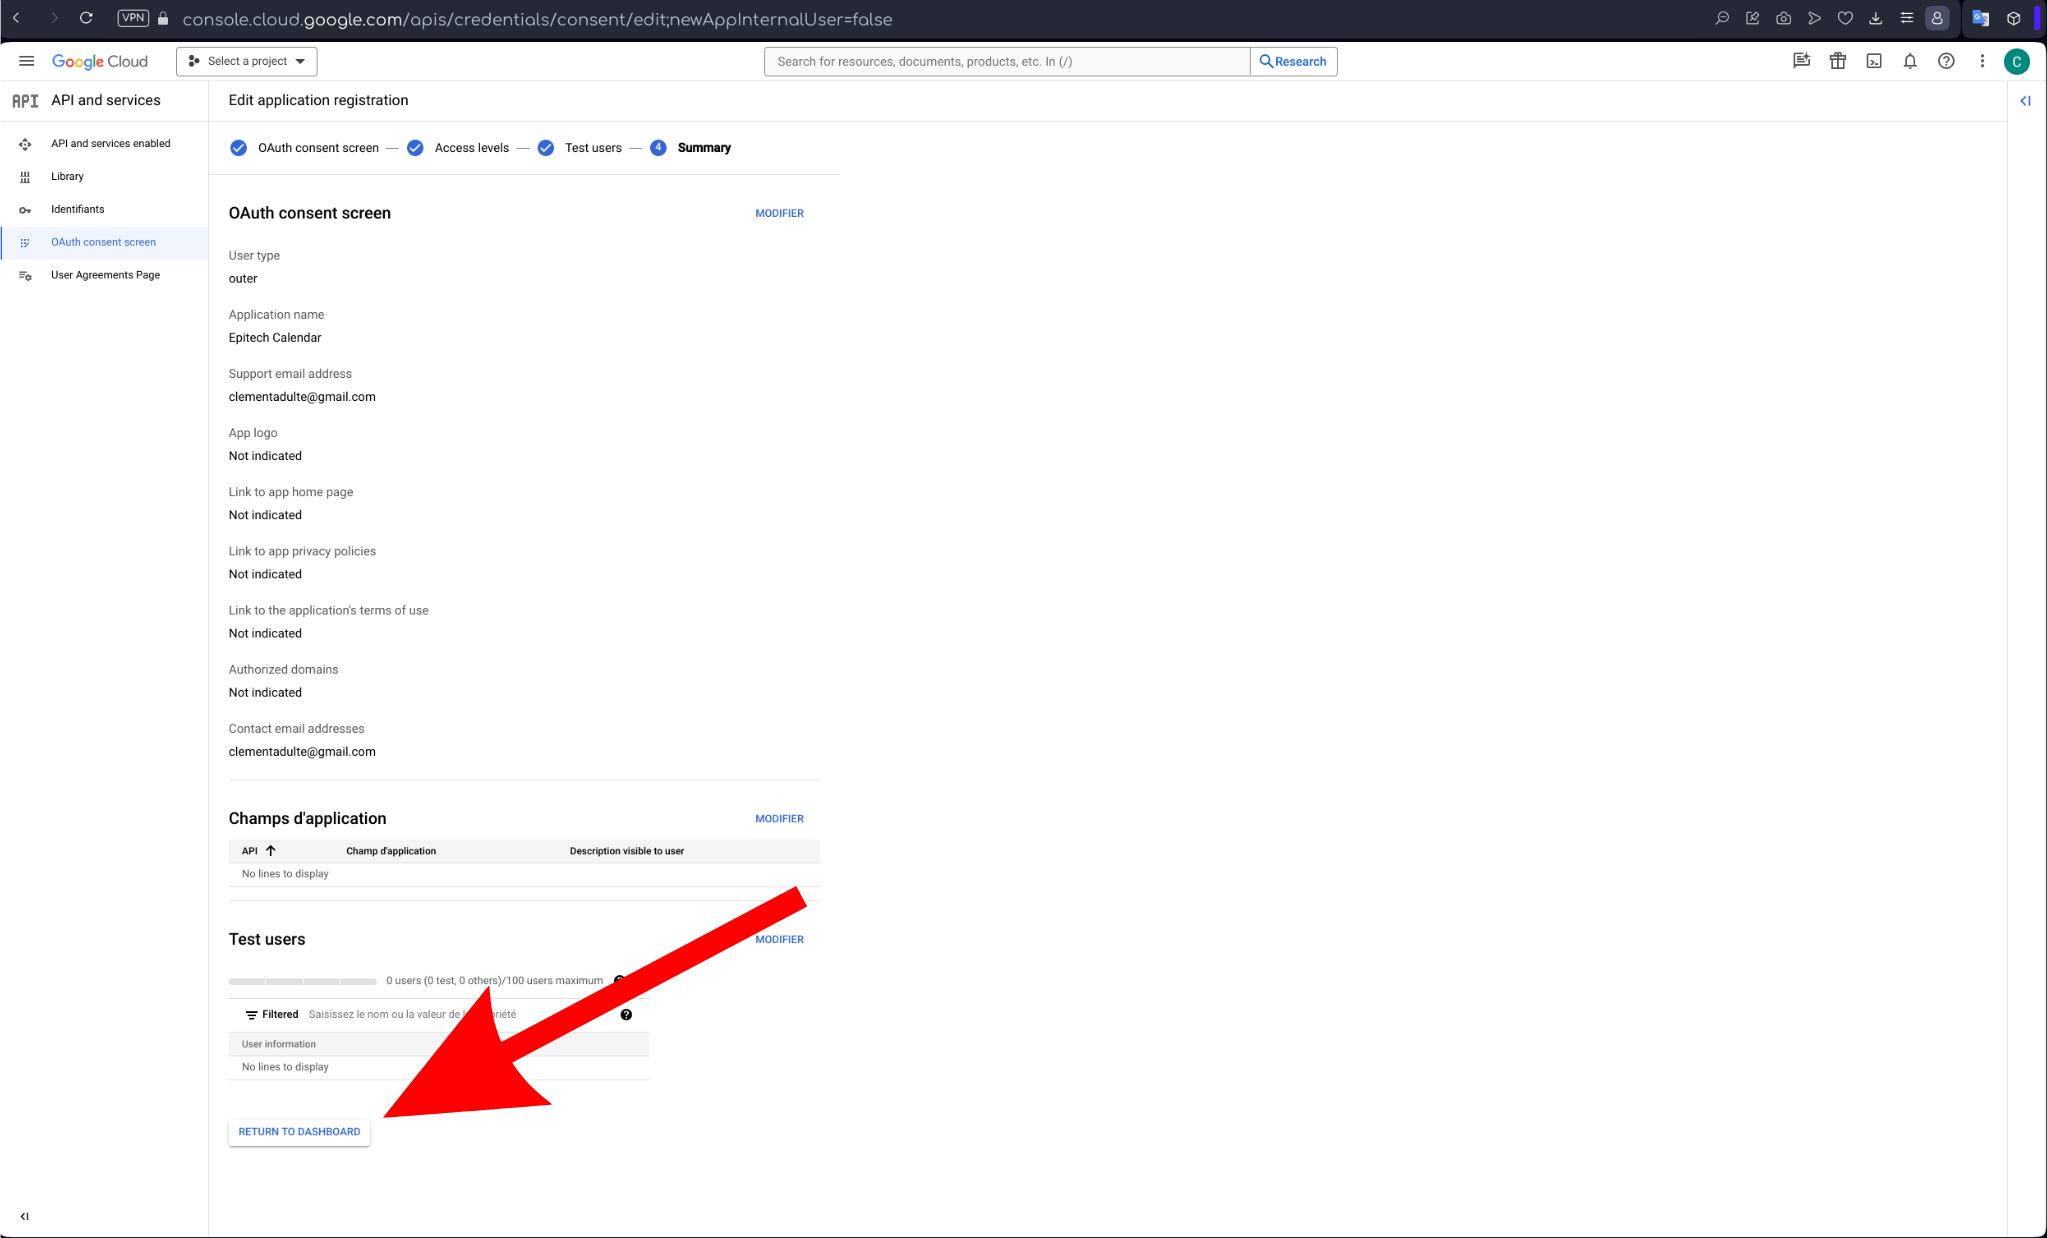 VPN console.cloud.google.com/apis/credentials/consent/edit;newAppInternalUser=false
Google Cloud Select a project Search for resources, documents, products, etc. In (/) Research C
API API and services
Edit application registration
API and services enabled
Library
Identifiants
OAuth consent screen
User Agreements Page
OAuth consent screen — Access levels — Test users — 4 Summary
OAuth consent screen MODIFIER
User type
outer
Application name
Epitech Calendar
Support email address
clementadulte@gmail.com
App logo
Not indicated
Link to app home page
Not indicated
Link to app privacy policies
Not indicated
Link to the application's terms of use
Not indicated
Authorized domains
Not indicated
Contact email addresses
clementadulte@gmail.com
Champs d'application MODIFIER
API Champ d'application Description visible to user
No lines to display
Test users MODIFIER
0 users (0 test, 0 others)/100 users maximum
Filtered Saisissez le nom ou la valeur de
User information
No lines to display
RETURN TO DASHBOARD